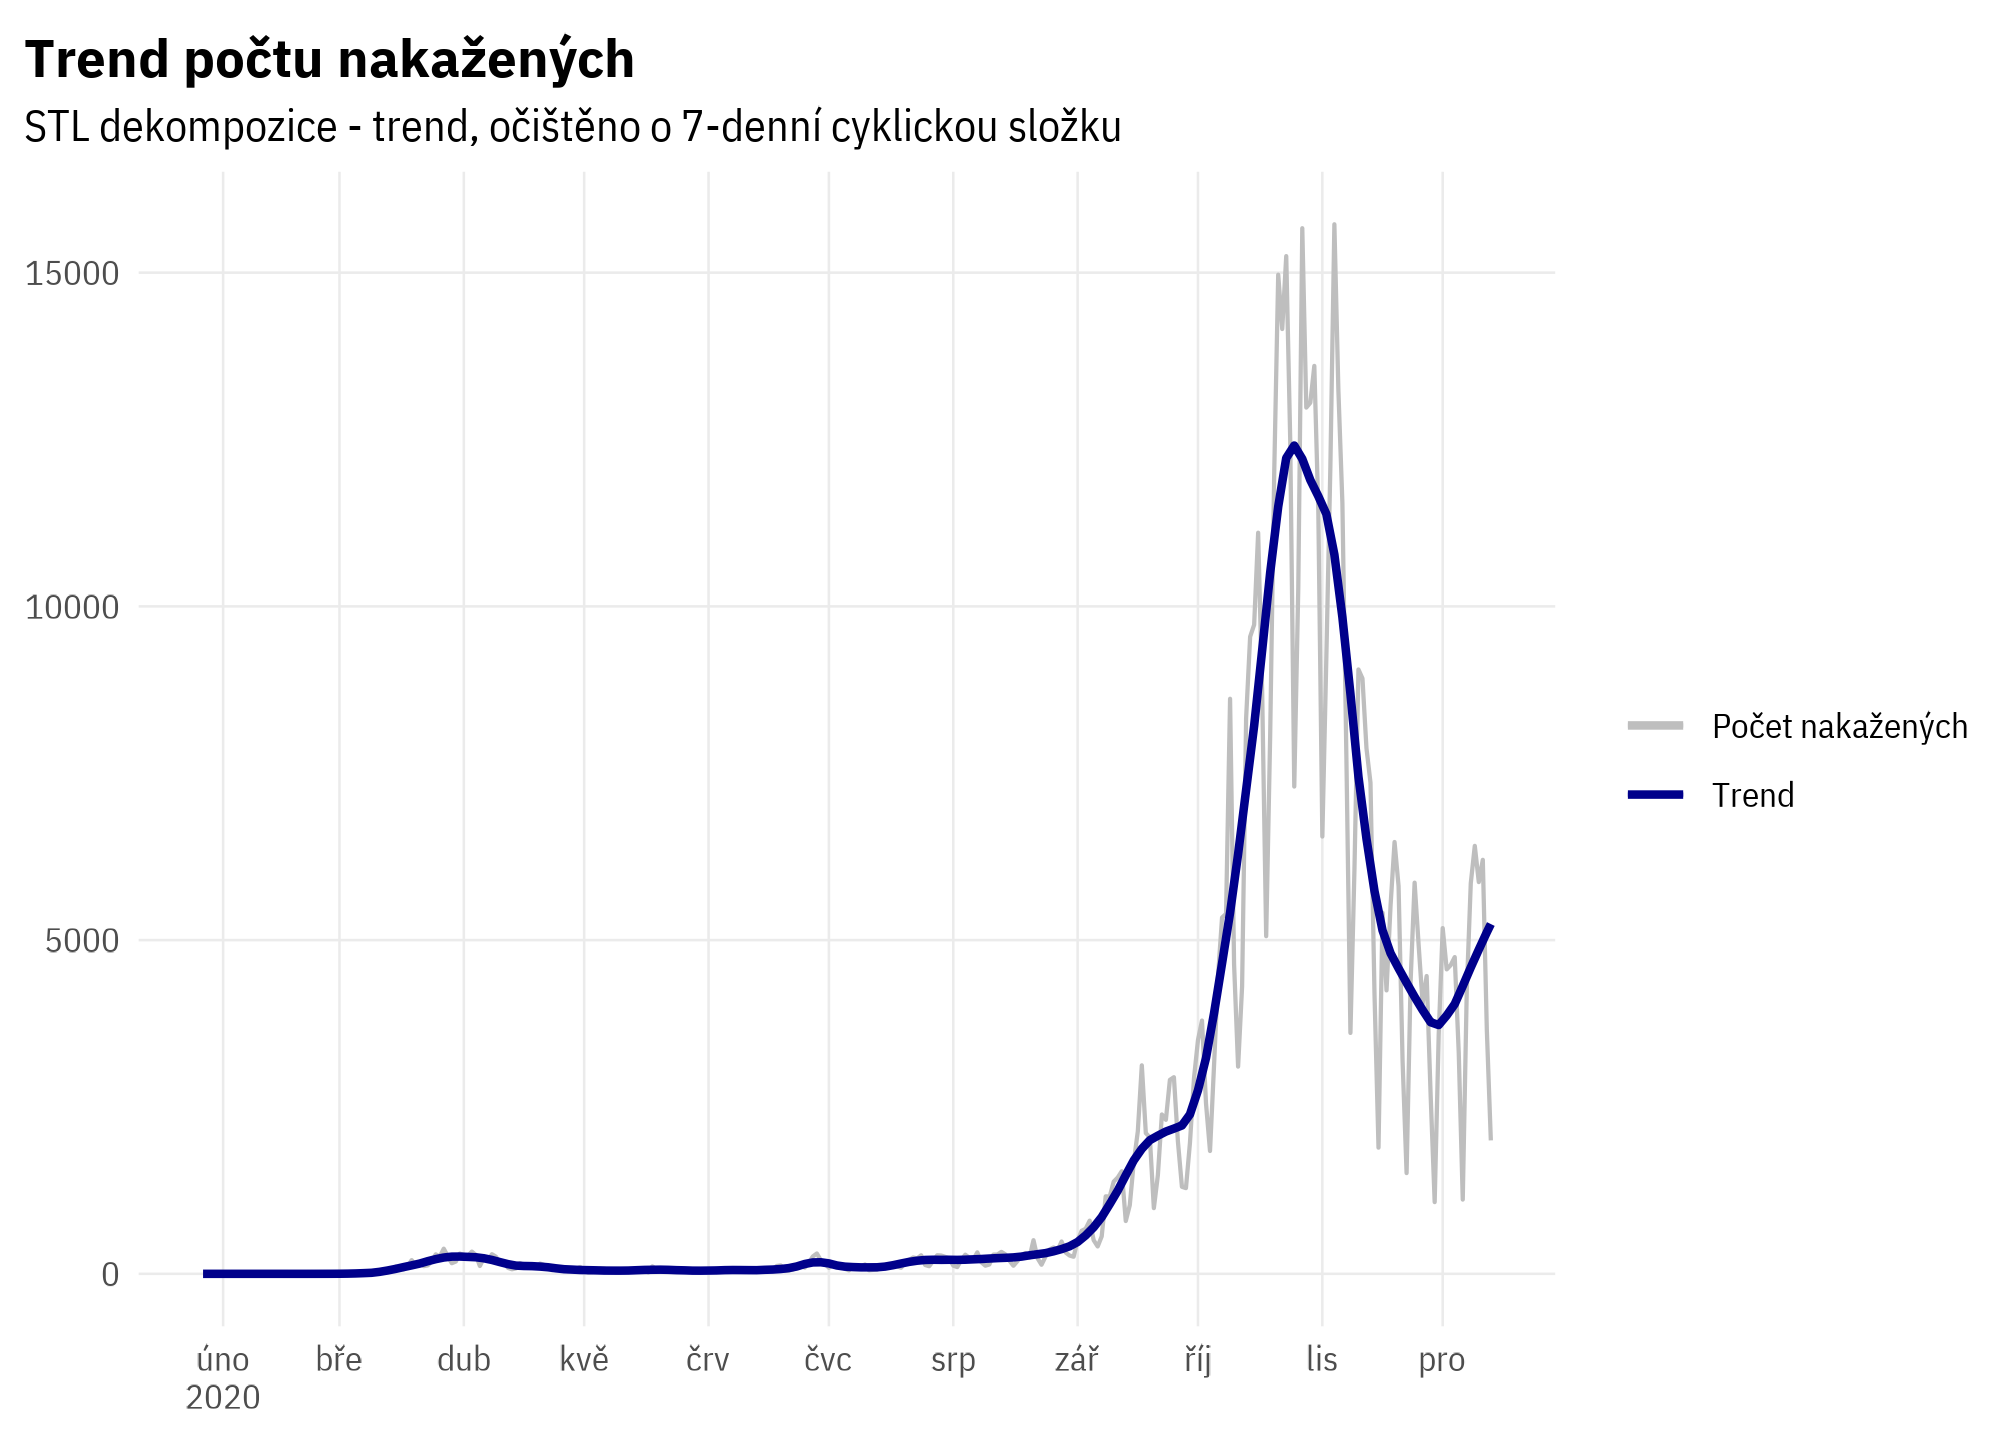 Trend počtu nakažených
STL dekompozice - trend, očištěno o 7-denní cyklickou složku
15000
10000
5000
0
úno
2020
bře
dub
kvě
črv
čvc
srp
zář
říj
lis
pro
Počet nakažených
Trend